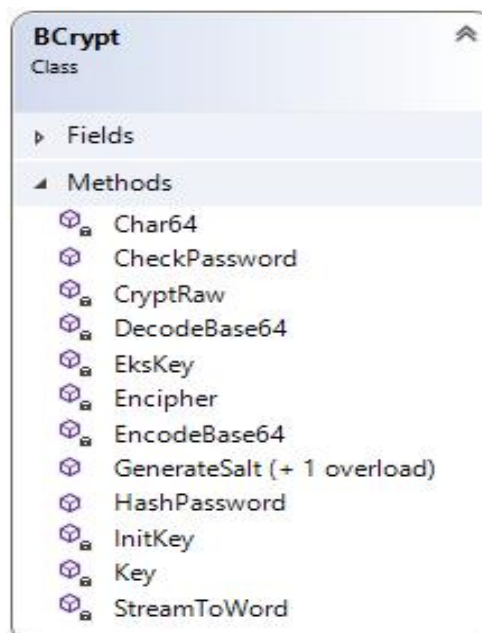 BCrypt
Class
Fields
Methods
Char64
CheckPassword
CryptRaw
DecodeBase64
EksKey
Encipher
EncodeBase64
GenerateSalt (+ 1 overload)
HashPassword
InitKey
Key
StreamToWord